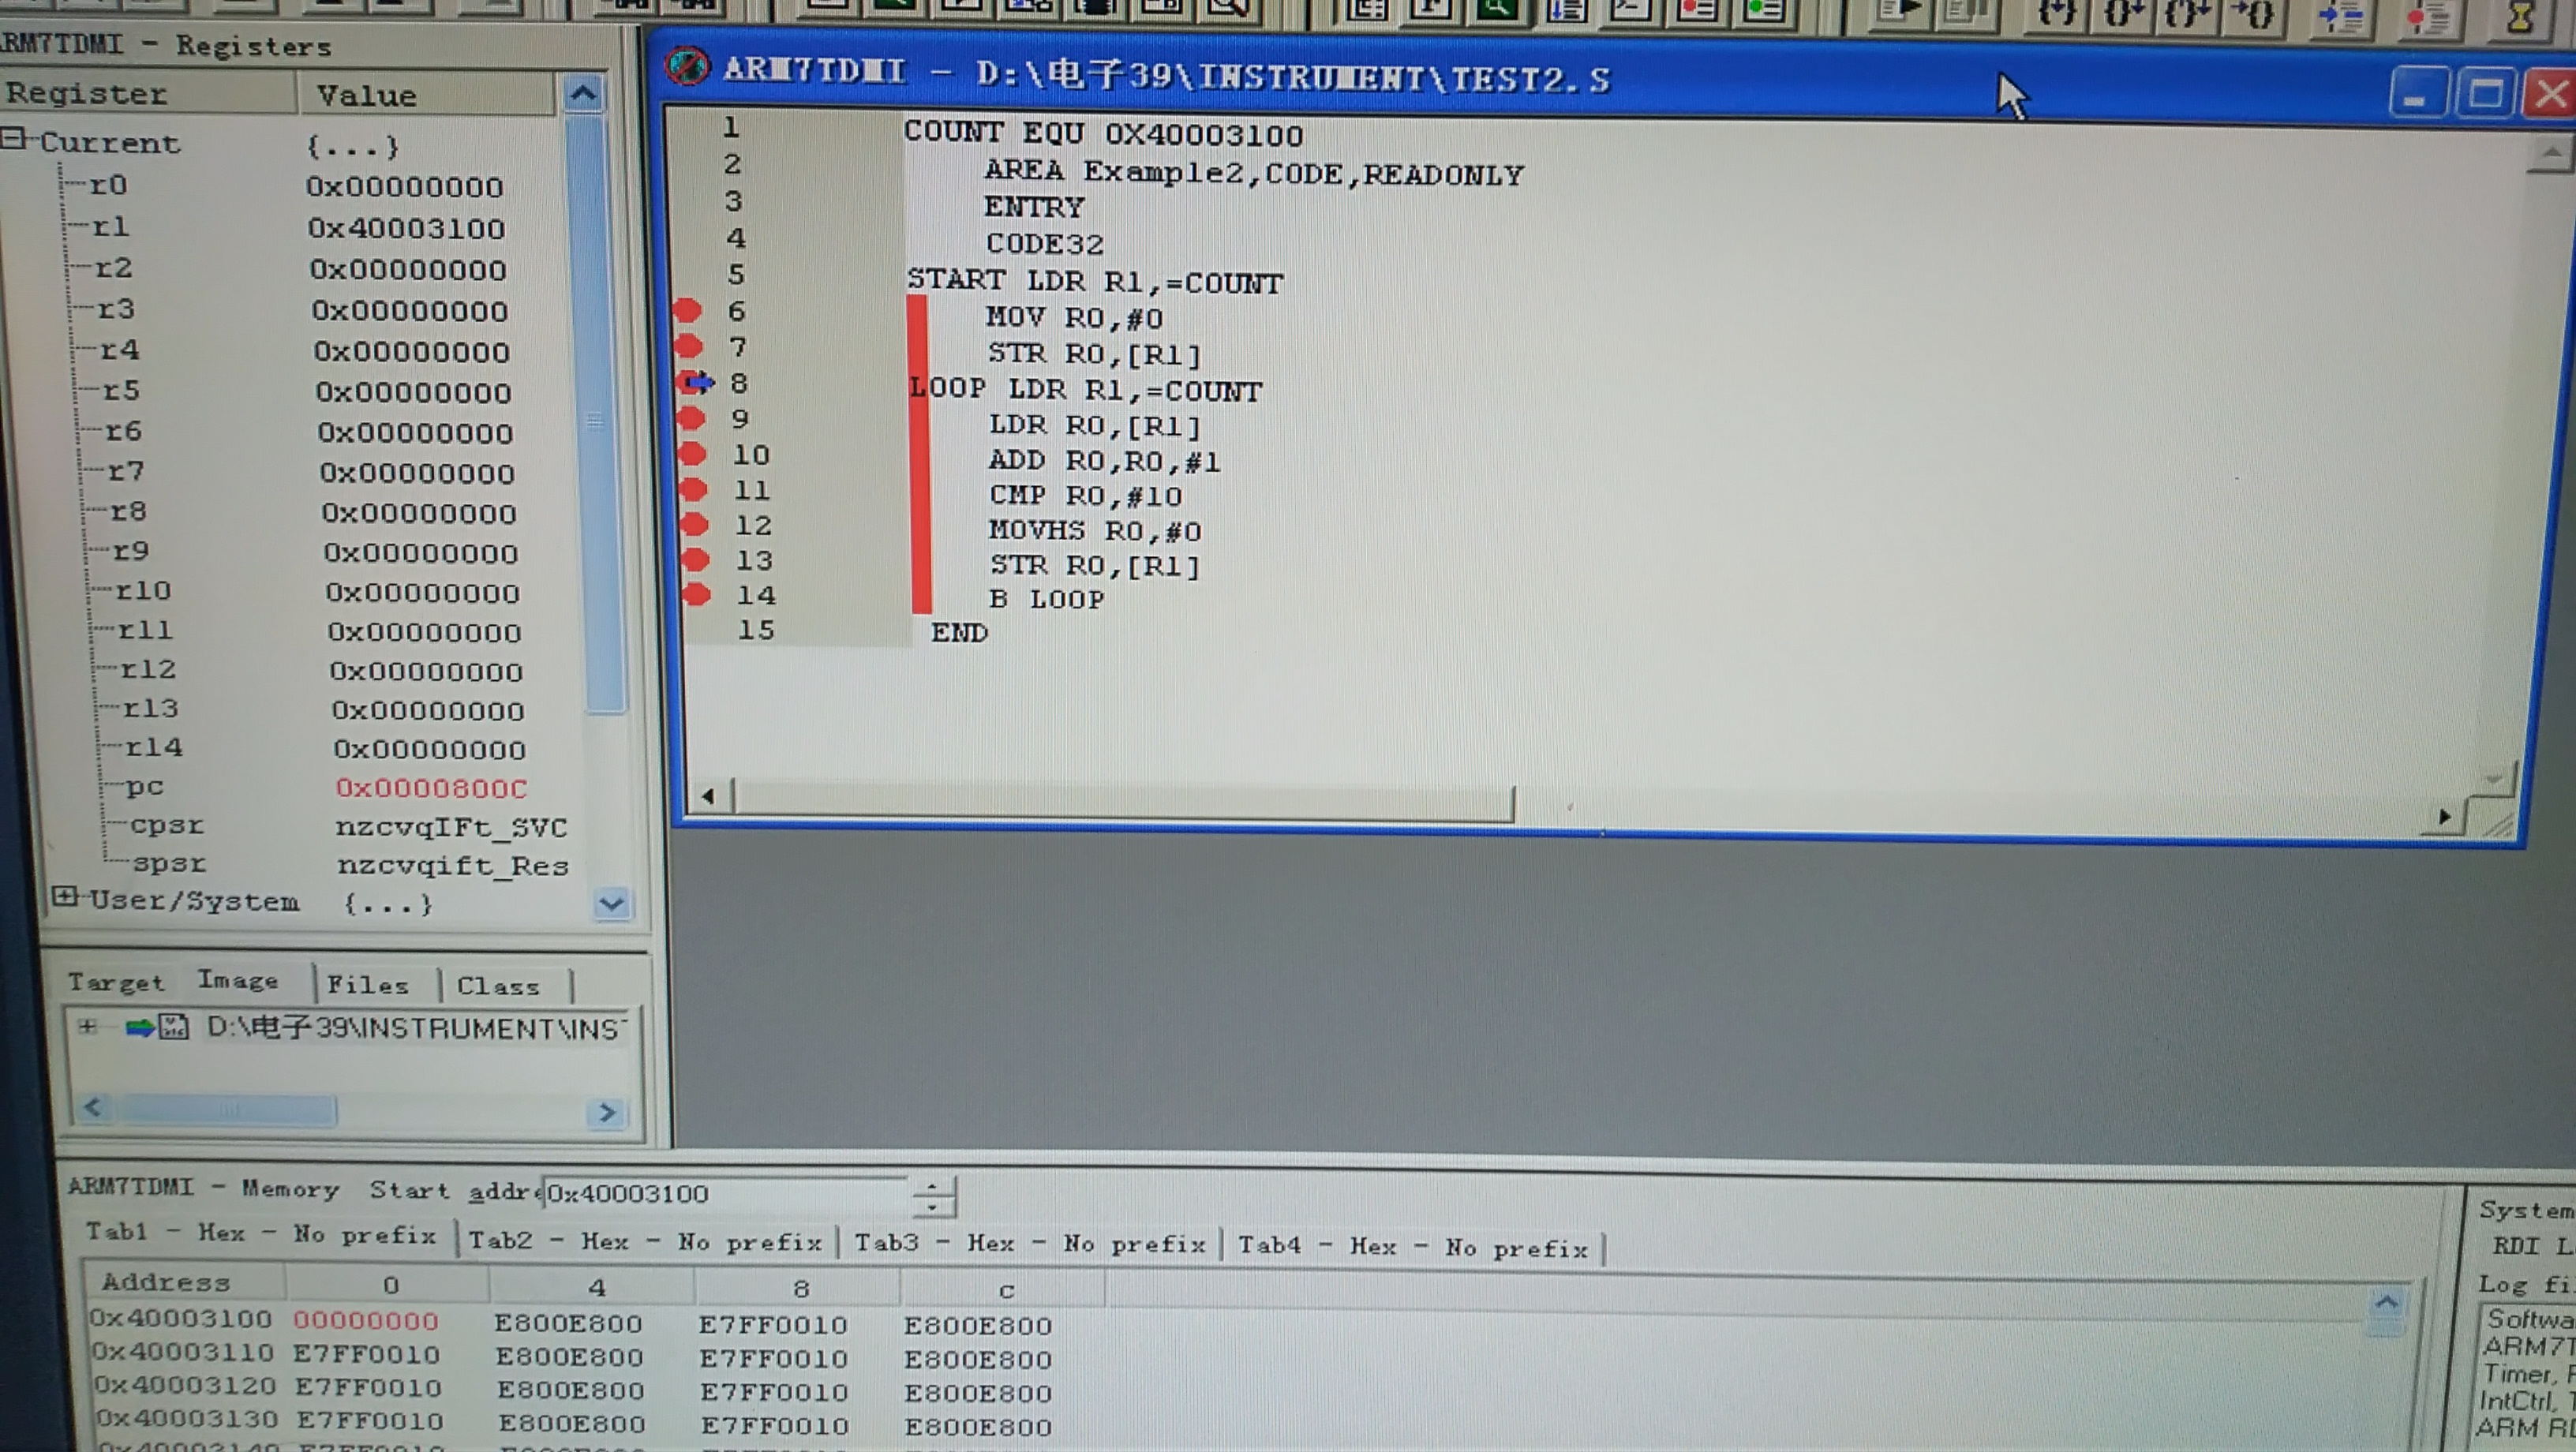 ARM7TDMI - Registers
Register Value
Current {...}
r0 0x00000000
r1 0x40003100
r2 0x00000000
r3 0x00000000
r4 0x00000000
r5 0x00000000
r6 0x00000000
r7 0x00000000
r8 0x00000000
r9 0x00000000
r10 0x00000000
r11 0x00000000
r12 0x00000000
r13 0x00000000
r14 0x00000000
pc 0x0000800C
cpsr nzcvqIFt_SVC
spsr nzcvqift_Res
User/System {...}
Target Image Files Class
D:\电子39\INSTRUMENT\INS
ARM7TDMI - D:\电子39\INSTRUMENT\TEST2.S
1 COUNT EQU 0X40003100
2 AREA Example2,CODE,READONLY
3 ENTRY
4 CODE32
5 START LDR R1,=COUNT
6 MOV R0,#0
7 STR R0,[R1]
8 LOOP LDR R1,=COUNT
9 LDR R0,[R1]
10 ADD R0,R0,#1
11 CMP R0,#10
12 MOVHS R0,#0
13 STR R0,[R1]
14 B LOOP
15 END
ARM7TDMI - Memory Start addre 0x40003100
Tab1 - Hex - No prefix Tab2 - Hex - No prefix Tab3 - Hex - No prefix Tab4 - Hex - No prefix
Address 0 4 8 c
0x40003100 00000000 E800E800 E7FF0010 E800E800
0x40003110 E7FF0010 E800E800 E7FF0010 E800E800
0x40003120 E7FF0010 E800E800 E7FF0010 E800E800
0x40003130 E7FF0010 E800E800 E7FF0010 E800E800
System
RDI L
Log fi
Softwa
ARM7T
Timer,
IntCtrl,
ARM RD